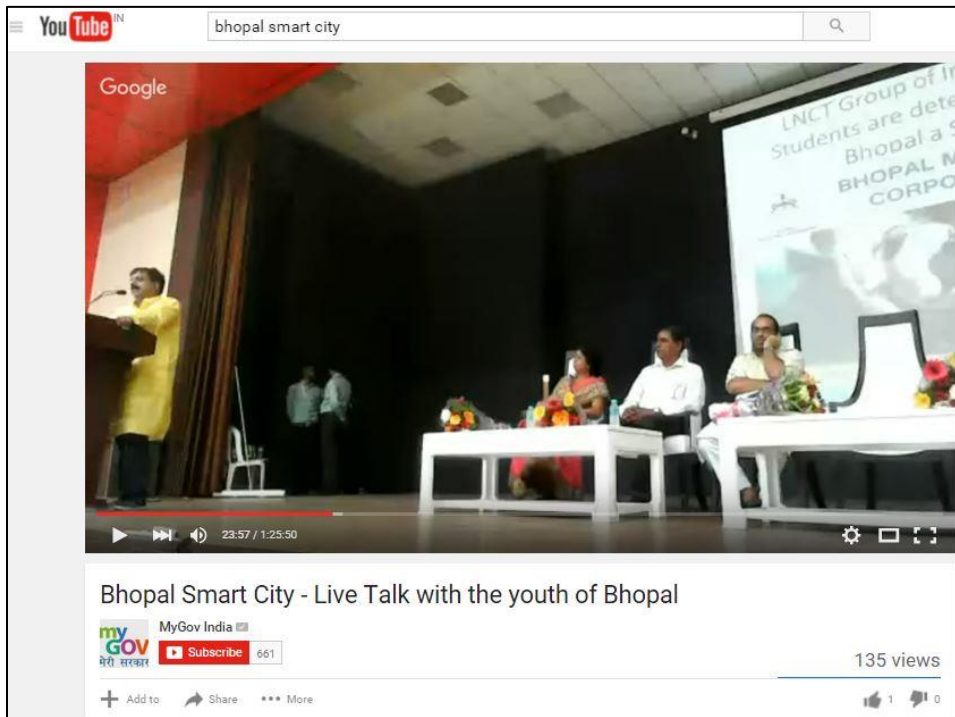 YouTube IN
bhopal smart city
Google
LNCT Group of
Students are
Bhopal a
BHOPAL
23:57 / 1:25:50
Bhopal Smart City - Live Talk with the youth of Bhopal
my
GOV
मेरी सरकार
MyGov India
Subscribe 661
135 views
Add to Share More
1 0